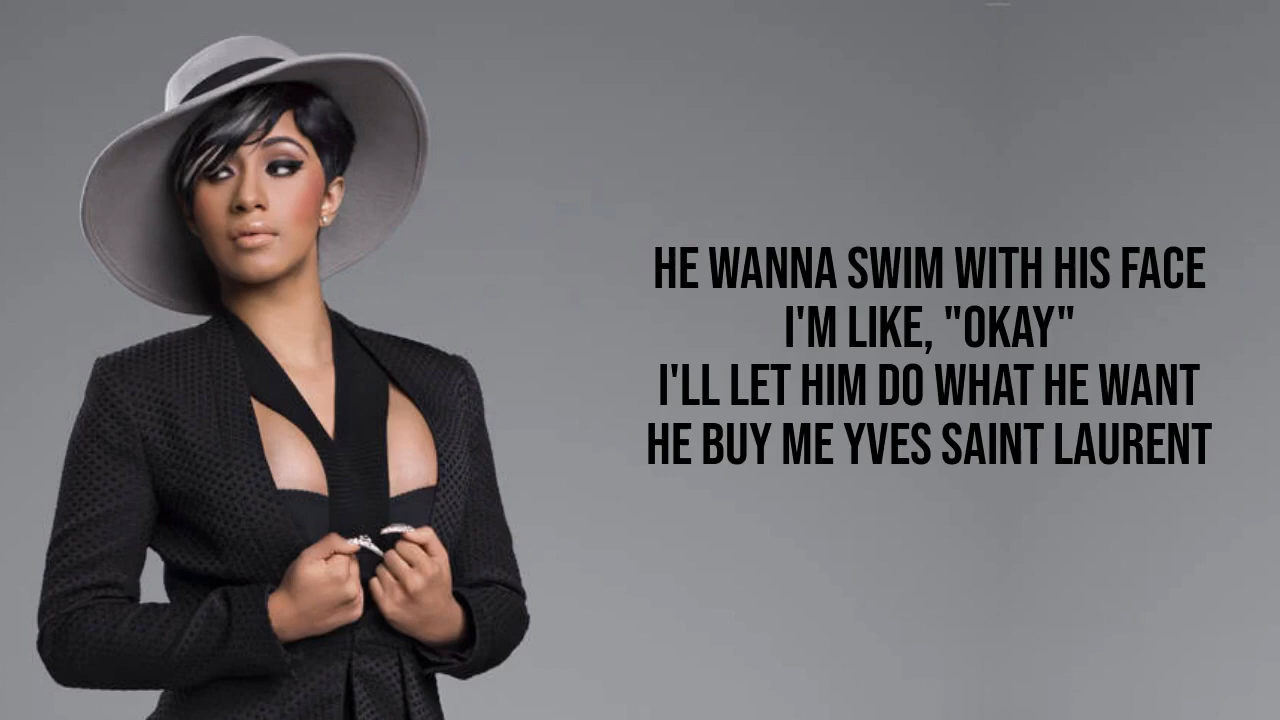 HE WANNA SWIM WITH HIS FACE
I'M LIKE, "OKAY"
I'LL LET HIM DO WHAT HE WANT
HE BUY ME YVES SAINT LAURENT